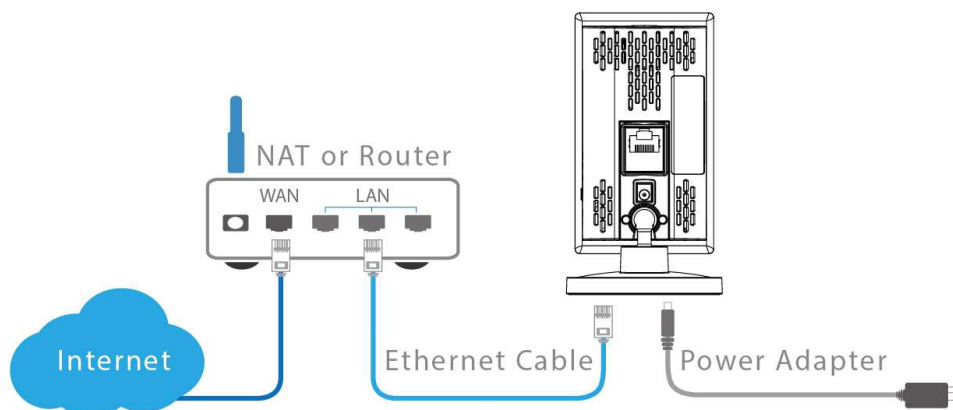 NAT or Router
WAN
LAN
Internet
Ethernet Cable
Power Adapter